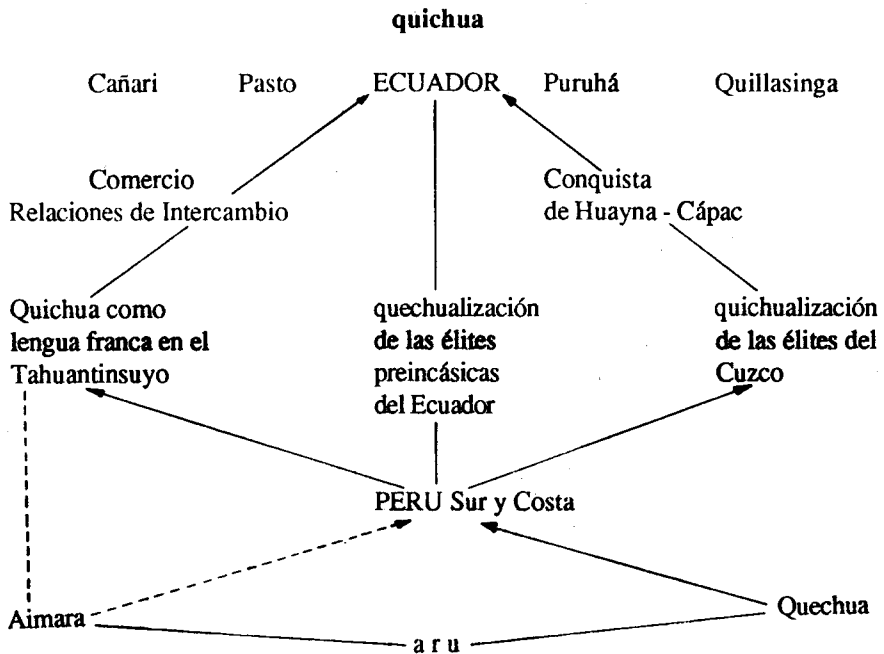 quichua
Cañari Pasto ECUADOR Puruhá Quillasinga
Comercio
Relaciones de Intercambio
Conquista
de Huayna - Cápac
Quichua como
lengua franca en el
Tahuantinsuyo
quechualización
de las élites
preincásicas
del Ecuador
quichualización
de las élites del
Cuzco
PERU Sur y Costa
Aimara
Quechua
a r u